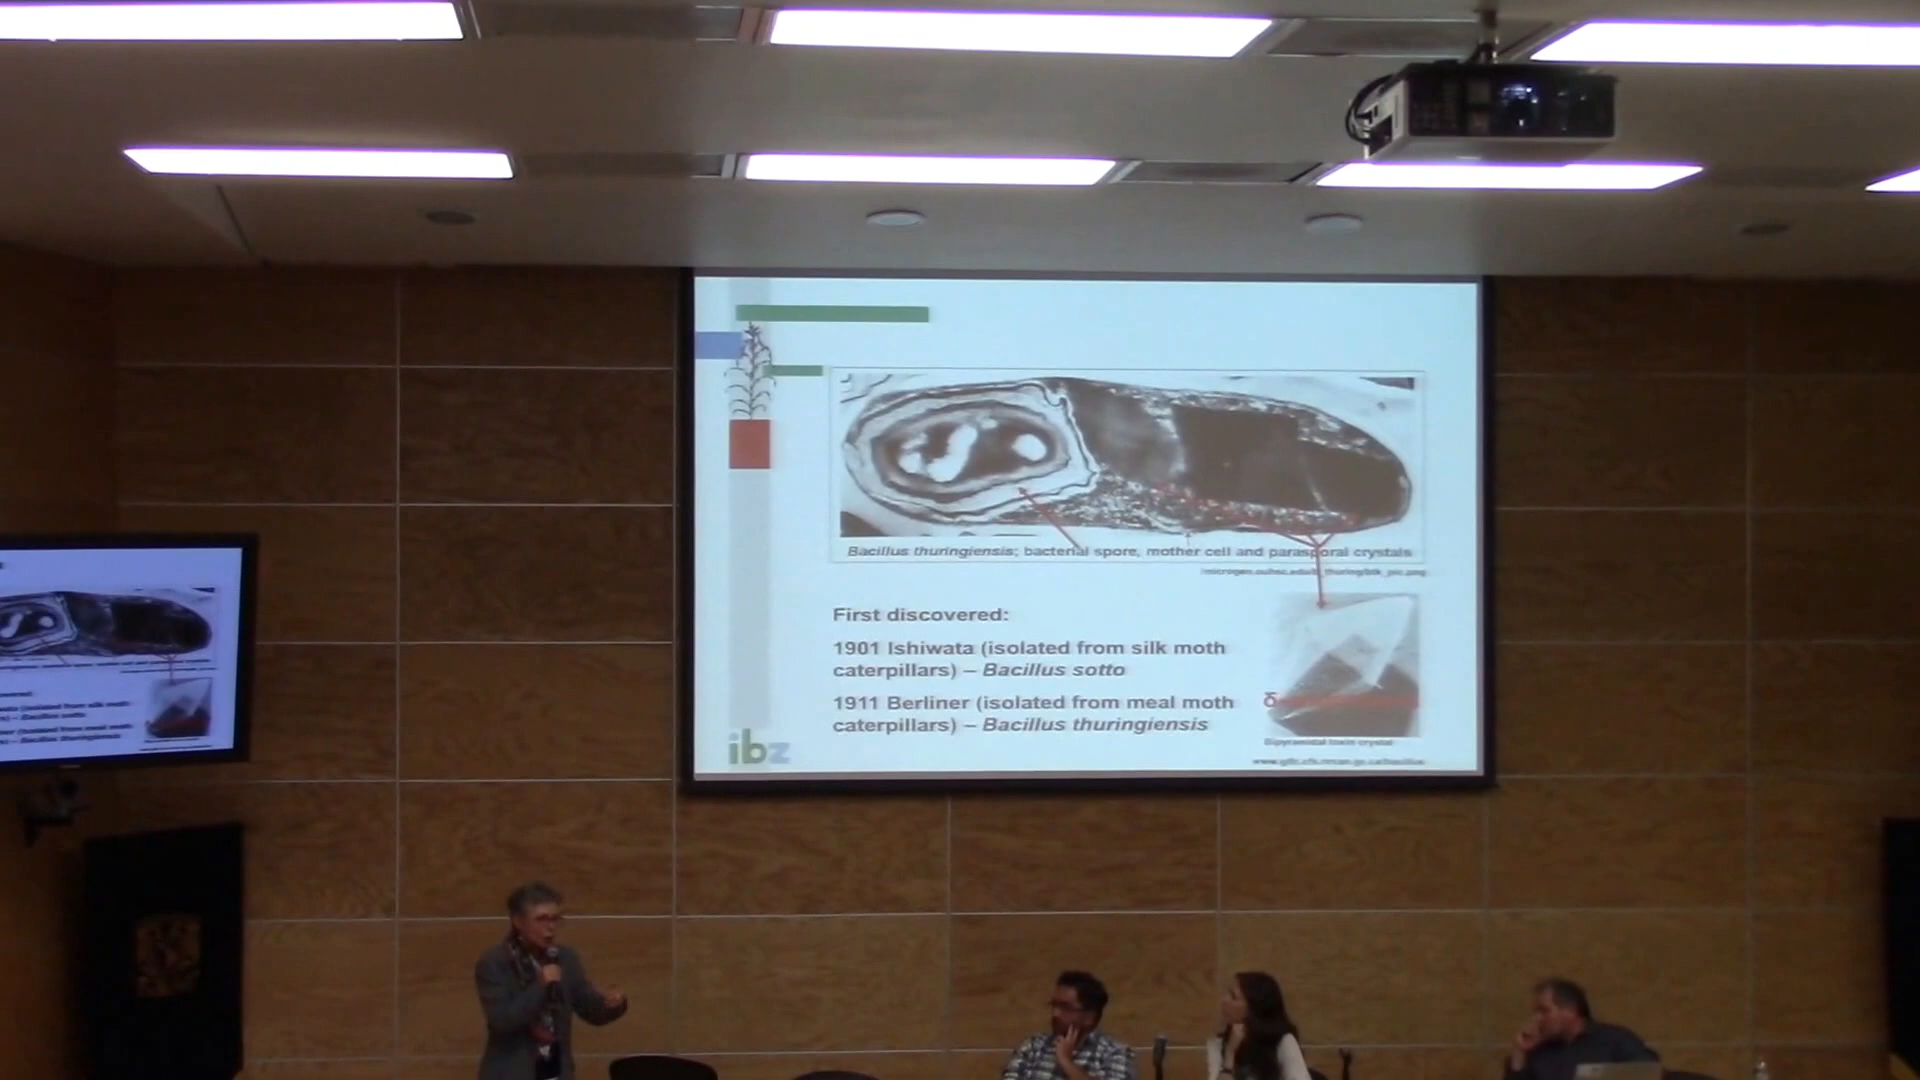 Bacillus thuringiensis; bacterial spore, mother cell and parasporal crystals
First discovered:
1901 Ishiwata (isolated from silk moth
caterpillars) – Bacillus sotto
1911 Berliner (isolated from meal moth
caterpillars) – Bacillus thuringiensis
δ
Bipyramidal toxin crystal
ibz